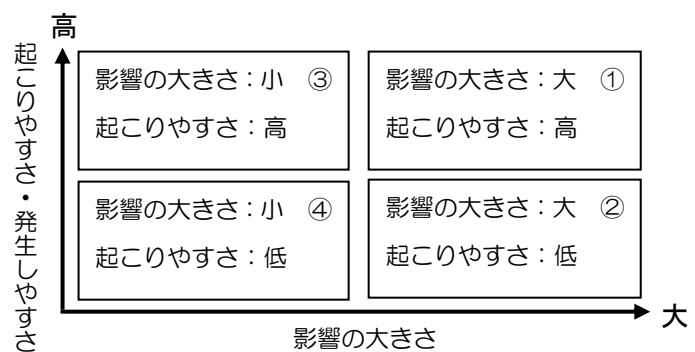 高
起こりやすさ・発生しやすさ
影響の大きさ：小　③
起こりやすさ：高
影響の大きさ：大　①
起こりやすさ：高
影響の大きさ：小　④
起こりやすさ：低
影響の大きさ：大　②
起こりやすさ：低
大
影響の大きさ